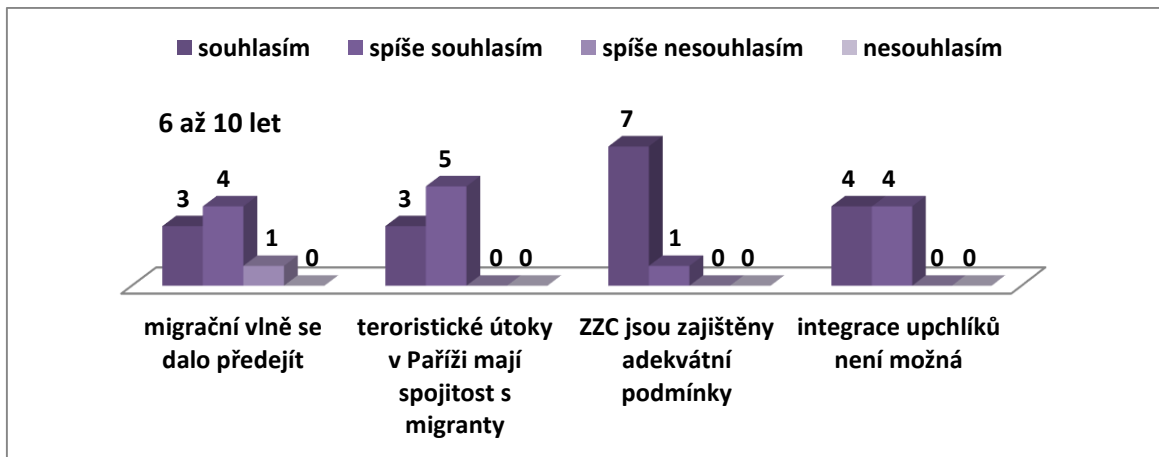 souhlasím spíše souhlasím spíše nesouhlasím nesouhlasím
6 až 10 let
3 4 1 0
3 5 0 0
7 1 0 0
4 4 0 0
migrační vlně se
dalo předejít
teroristické útoky
v Paříži mají
spojitost s
migranty
ZZC jsou zajištěny
adekvátní
podmínky
integrace upchlíků
není možná